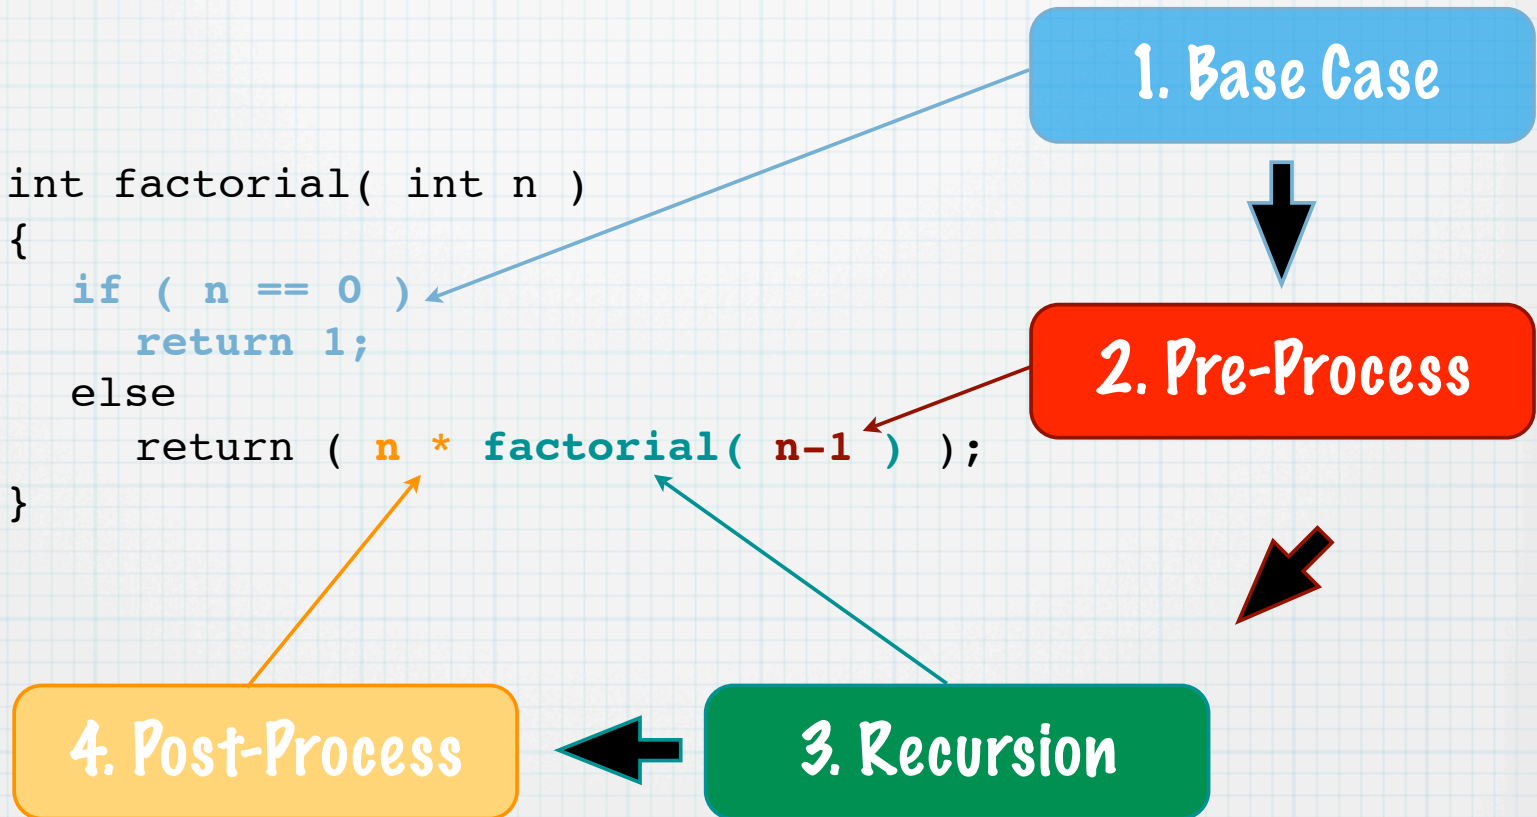 1. Base Case
int factorial( int n )
{
if ( n == 0 )
return 1;
2. Pre-Process
else
return ( n * factorial( n-1 ) );
}
4. Post-Process
3. Recursion